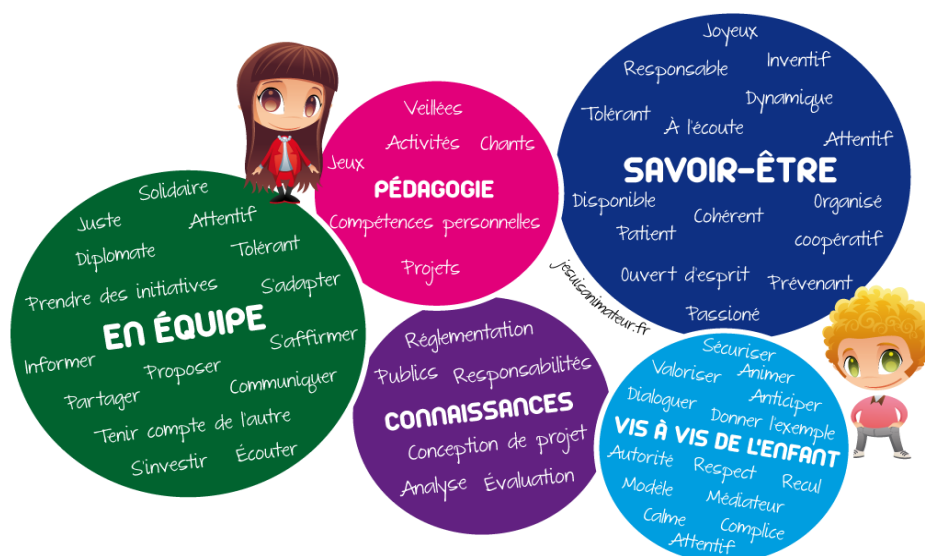 Solidaire
Juste
Attentif
Diplomate
Tolérant
Prendre des initiatives
S'adapter
EN ÉQUIPE
S'affirmer
Informer
Proposer
Partager
Communiquer
Tenir compte de l'autre
S'investir
Écouter
Veillées
Activités
Chants
Jeux
PÉDAGOGIE
Compétences personnelles
Projets
Joyeux
Inventif
Responsable
Dynamique
Tolérant
À l'écoute
Attentif
SAVOIR-ÊTRE
Disponible
Organisé
Cohérent
Patient
coopératif
Ouvert d'esprit
Prévenant
Passioné
jesuisanimateur.fr
Réglementation
Publics
Responsabilités
CONNAISSANCES
Conception de projet
Analyse
Évaluation
Sécuriser
Valoriser
Animer
Dialoguer
Anticiper
Donner l'exemple
VIS À VIS DE L'ENFANT
Autorité
Respect
Recul
Modèle
Médiateur
Calme
Complice
Attentif